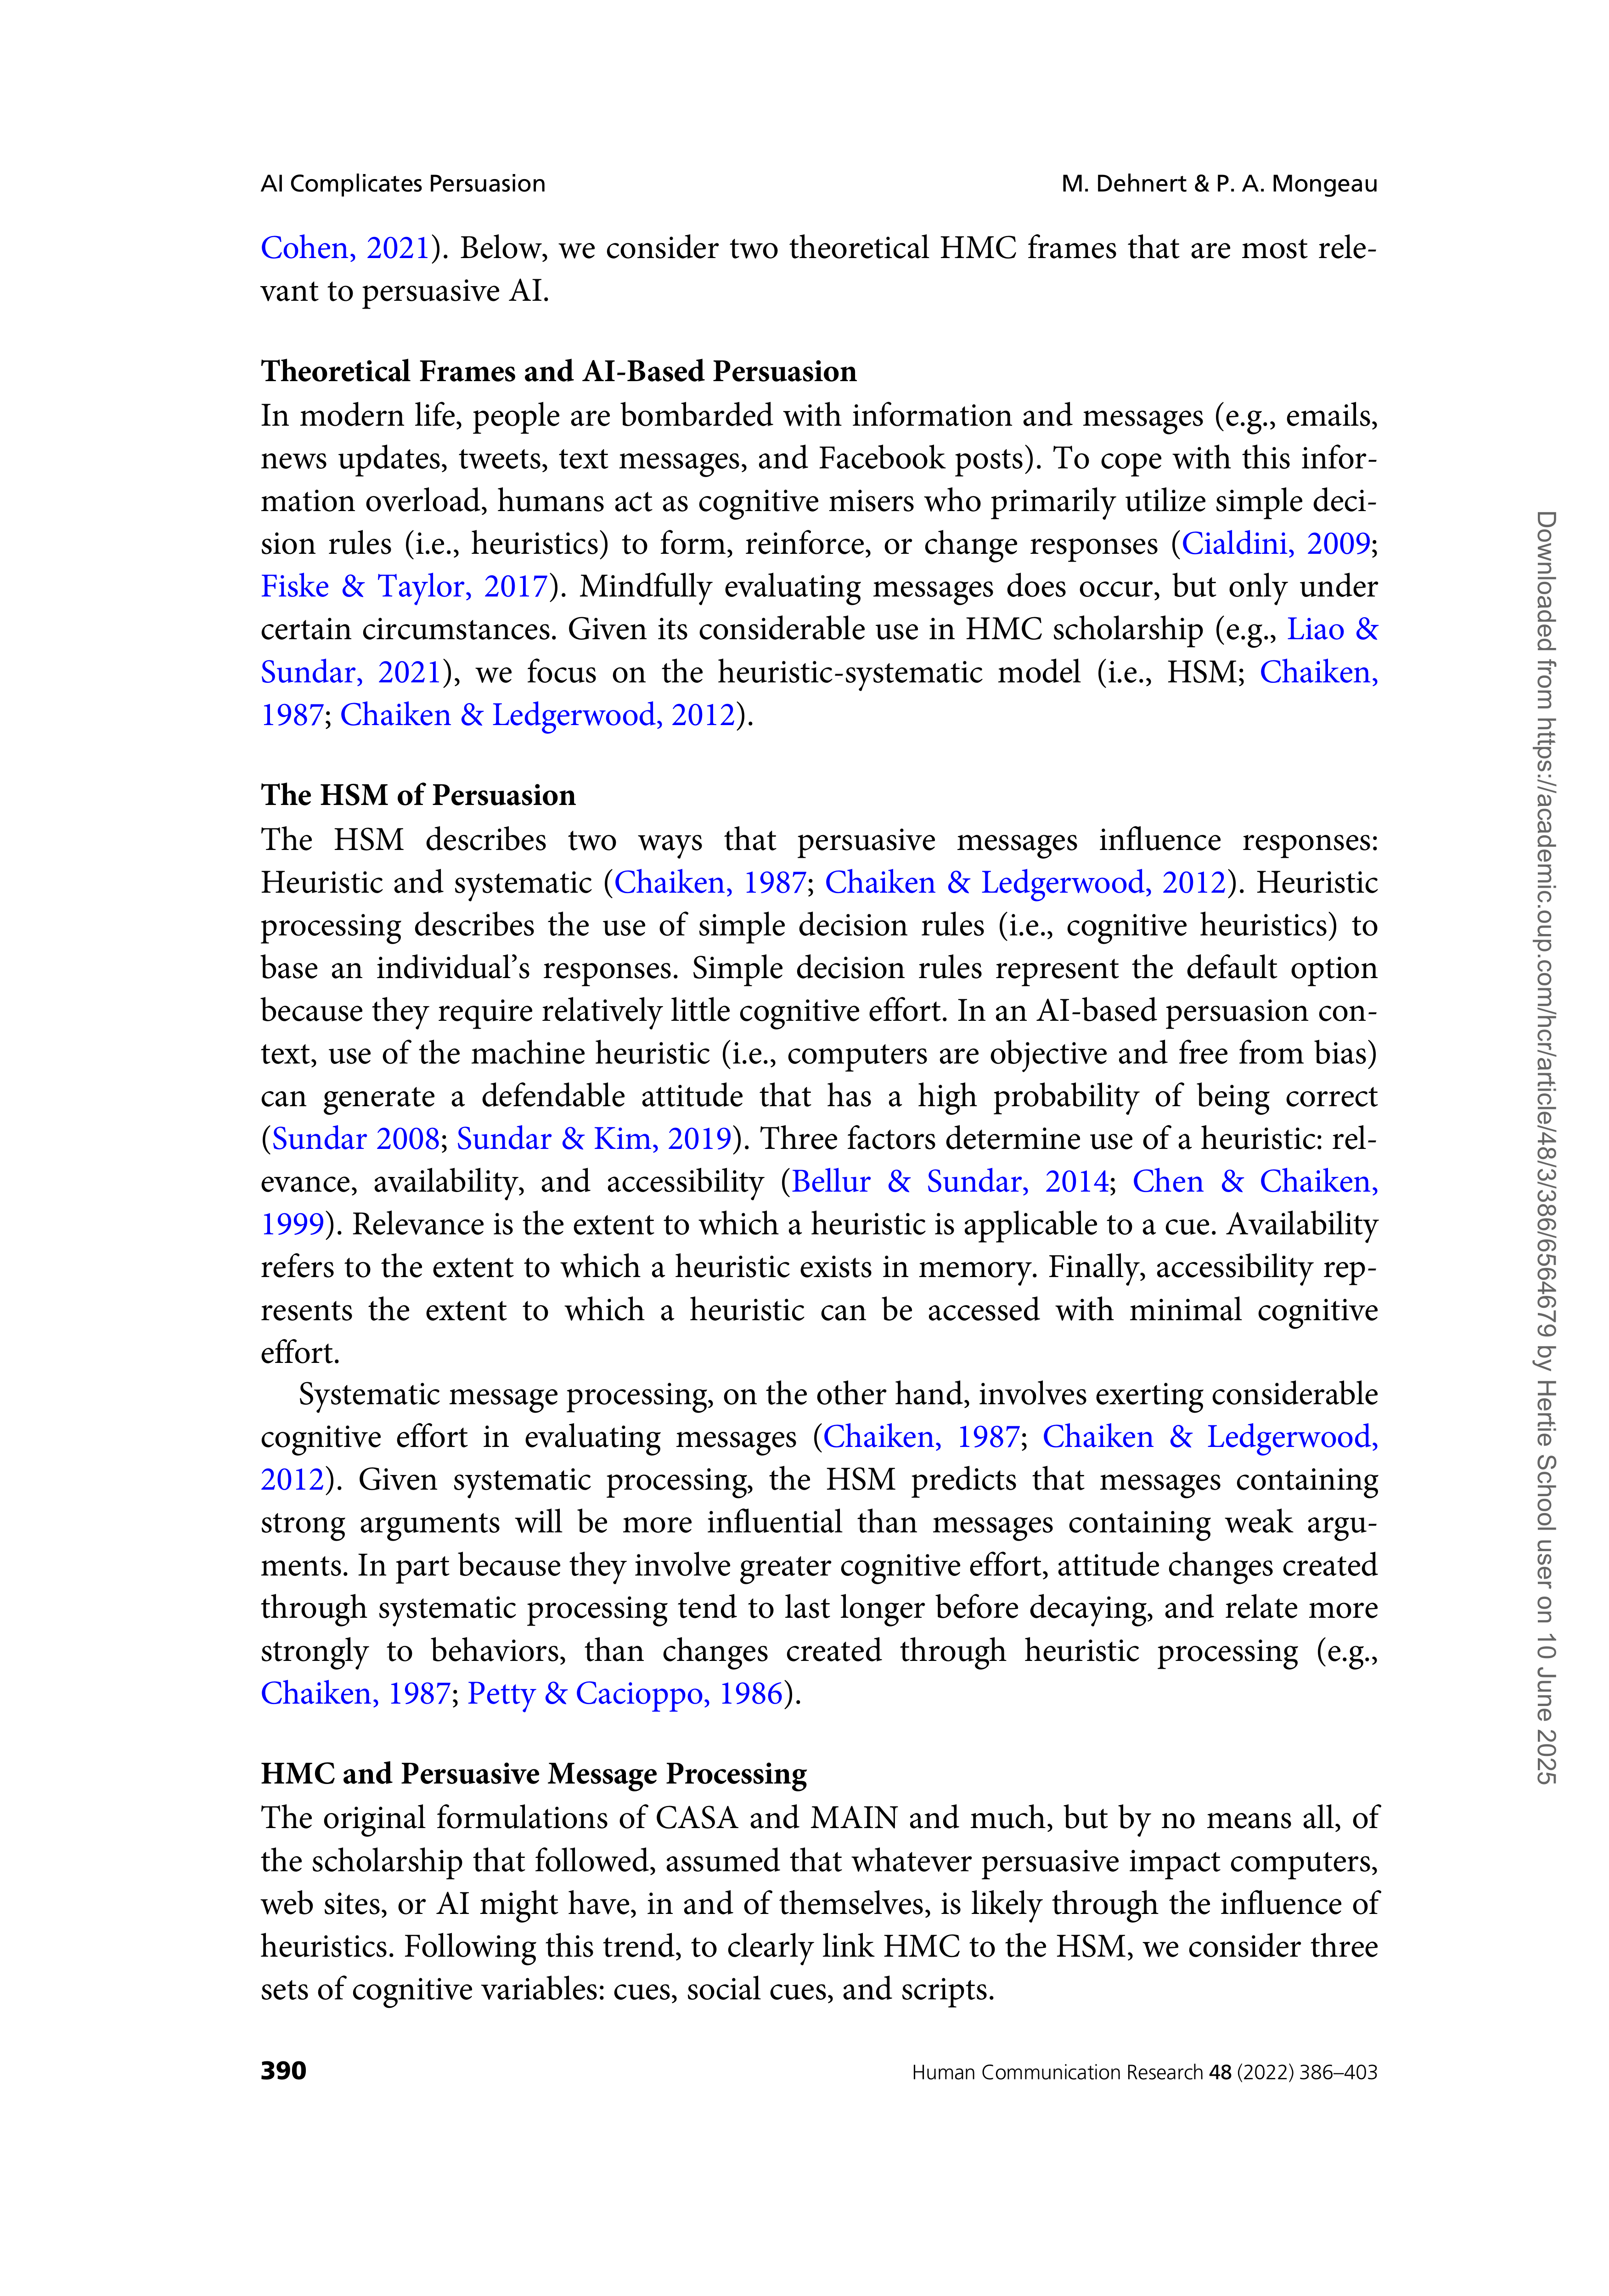 AI Complicates Persuasion
M. Dehnert & P. A. Mongeau
Cohen, 2021). Below, we consider two theoretical HMC frames that are most rele-
vant to persuasive AI.
Theoretical Frames and AI-Based Persuasion
In modern life, people are bombarded with information and messages (e.g., emails,
news updates, tweets, text messages, and Facebook posts). To cope with this infor-
mation overload, humans act as cognitive misers who primarily utilize simple deci-
sion rules (i.e., heuristics) to form, reinforce, or change responses (Cialdini, 2009;
Fiske & Taylor, 2017). Mindfully evaluating messages does occur, but only under
certain circumstances. Given its considerable use in HMC scholarship (e.g., Liao &
Sundar, 2021), we focus on the heuristic-systematic model (i.e., HSM; Chaiken,
1987; Chaiken & Ledgerwood, 2012).
The HSM of Persuasion
The HSM describes two ways that persuasive messages influence responses:
Heuristic and systematic (Chaiken, 1987; Chaiken & Ledgerwood, 2012). Heuristic
processing describes the use of simple decision rules (i.e., cognitive heuristics) to
base an individual's responses. Simple decision rules represent the default option
because they require relatively little cognitive effort. In an AI-based persuasion con-
text, use of the machine heuristic (i.e., computers are objective and free from bias)
can generate a defendable attitude that has a high probability of being correct
(Sundar 2008; Sundar & Kim, 2019). Three factors determine use of a heuristic: rel-
evance, availability, and accessibility (Bellur & Sundar, 2014; Chen & Chaiken,
1999). Relevance is the extent to which a heuristic is applicable to a cue. Availability
refers to the extent to which a heuristic exists in memory. Finally, accessibility rep-
resents the extent to which a heuristic can be accessed with minimal cognitive
effort.
Systematic message processing, on the other hand, involves exerting considerable
cognitive effort in evaluating messages (Chaiken, 1987; Chaiken & Ledgerwood,
2012). Given systematic processing, the HSM predicts that messages containing
strong arguments will be more influential than messages containing weak argu-
ments. In part because they involve greater cognitive effort, attitude changes created
through systematic processing tend to last longer before decaying, and relate more
strongly to behaviors, than changes created through heuristic processing (e.g.,
Chaiken, 1987; Petty & Cacioppo, 1986).
HMC and Persuasive Message Processing
The original formulations of CASA and MAIN and much, but by no means all, of
the scholarship that followed, assumed that whatever persuasive impact computers,
web sites, or AI might have, in and of themselves, is likely through the influence of
heuristics. Following this trend, to clearly link HMC to the HSM, we consider three
sets of cognitive variables: cues, social cues, and scripts.
390
Human Communication Research 48 (2022) 386–403
Downloaded from https://academic.oup.com/hcr/article/48/3/386/6564679 by Hertie School user on 10 June 2025